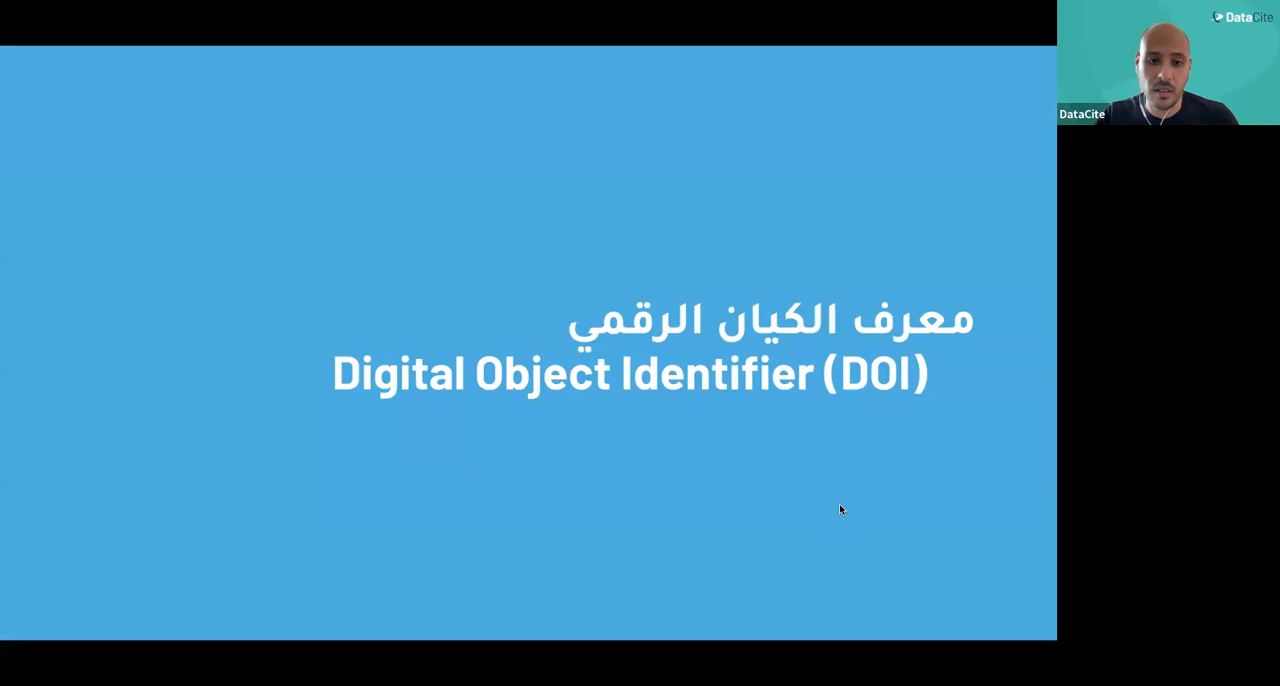 معرف الكيان الرقمي
Digital Object Identifier (DOI)
DataCite
DataCite